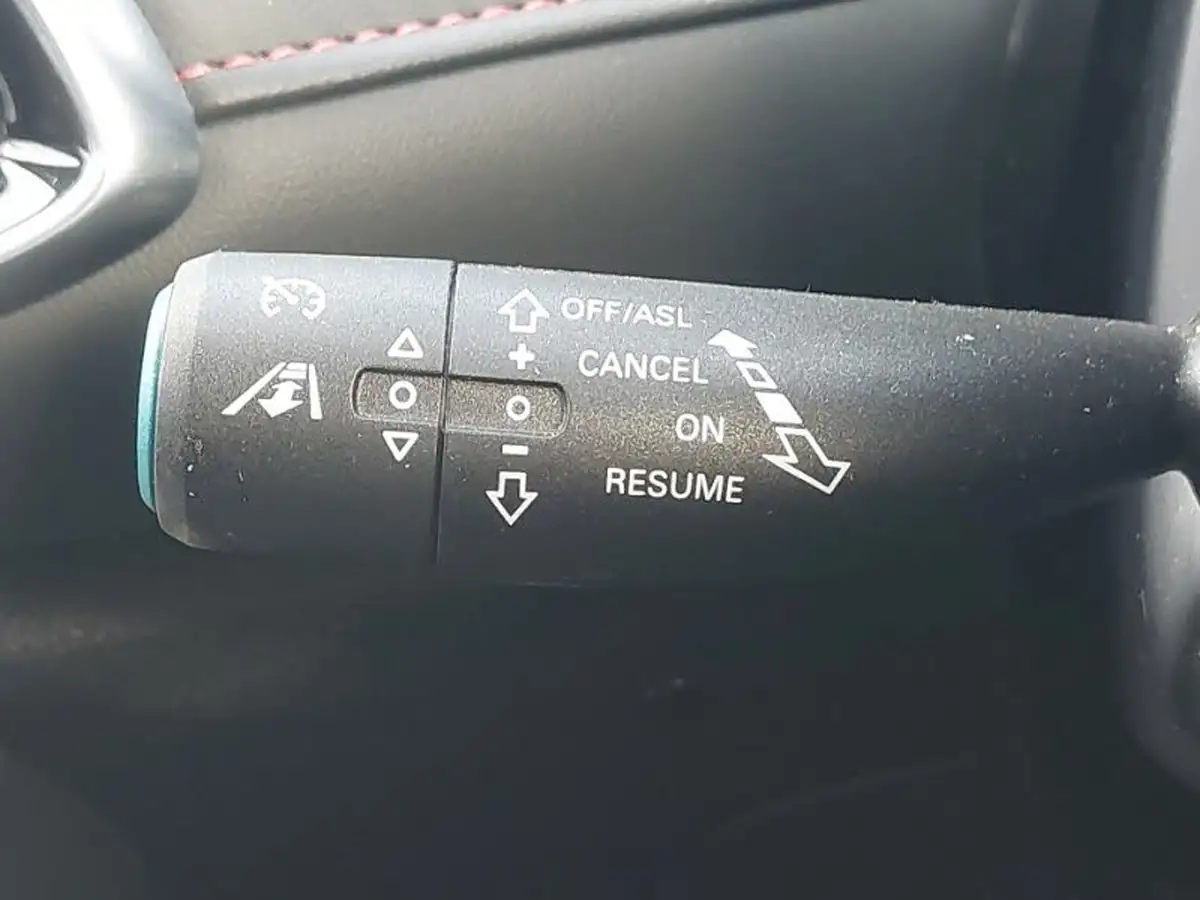 OFF/ASL
+
CANCEL
ON
-
RESUME